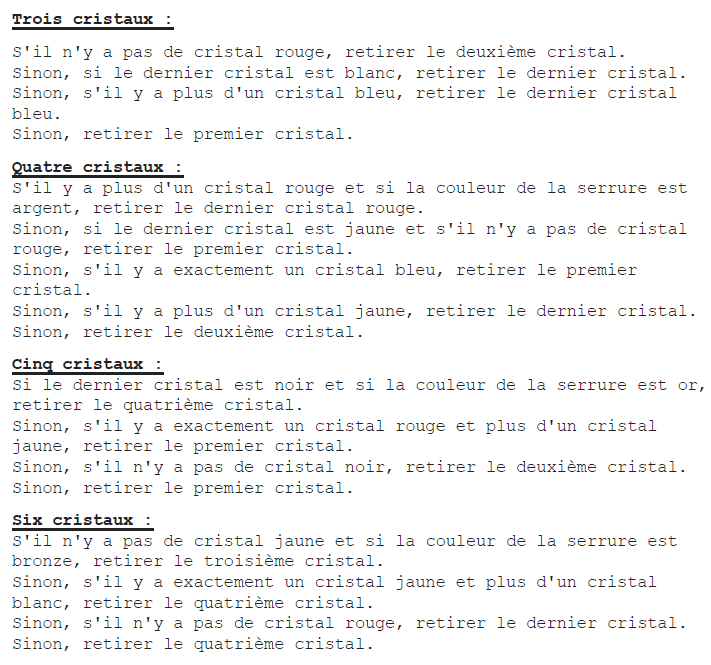 Trois cristaux :
S'il n'y a pas de cristal rouge, retirer le deuxième cristal.
Sinon, si le dernier cristal est blanc, retirer le dernier cristal.
Sinon, s'il y a plus d'un cristal bleu, retirer le dernier cristal
bleu.
Sinon, retirer le premier cristal.
Quatre cristaux :
S'il y a plus d'un cristal rouge et si la couleur de la serrure est
argent, retirer le dernier cristal rouge.
Sinon, si le dernier cristal est jaune et s'il n'y a pas de cristal
rouge, retirer le premier cristal.
Sinon, s'il y a exactement un cristal bleu, retirer le premier
cristal.
Sinon, s'il y a plus d'un cristal jaune, retirer le dernier cristal.
Sinon, retirer le deuxième cristal.
Cinq cristaux :
Si le dernier cristal est noir et si la couleur de la serrure est or,
retirer le quatrième cristal.
Sinon, s'il y a exactement un cristal rouge et plus d'un cristal
jaune, retirer le premier cristal.
Sinon, s'il n'y a pas de cristal noir, retirer le deuxième cristal.
Sinon, retirer le premier cristal.
Six cristaux :
S'il n'y a pas de cristal jaune et si la couleur de la serrure est
bronze, retirer le troisième cristal.
Sinon, s'il y a exactement un cristal jaune et plus d'un cristal
blanc, retirer le quatrième cristal.
Sinon, s'il n'y a pas de cristal rouge, retirer le dernier cristal.
Sinon, retirer le quatrième cristal.